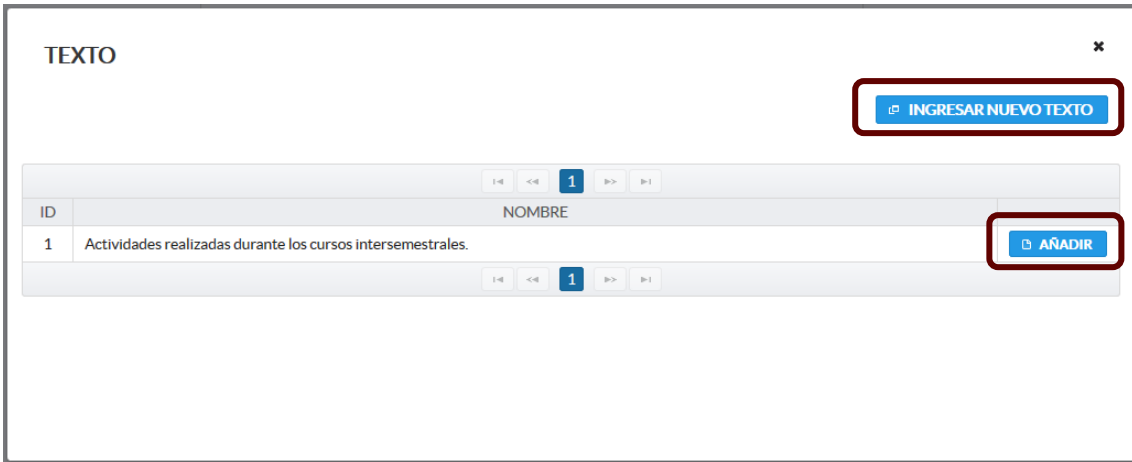 TEXTO
INGRESAR NUEVO TEXTO
1
ID NOMBRE
1 Actividades realizadas durante los cursos intersemestrales. AÑADIR
1